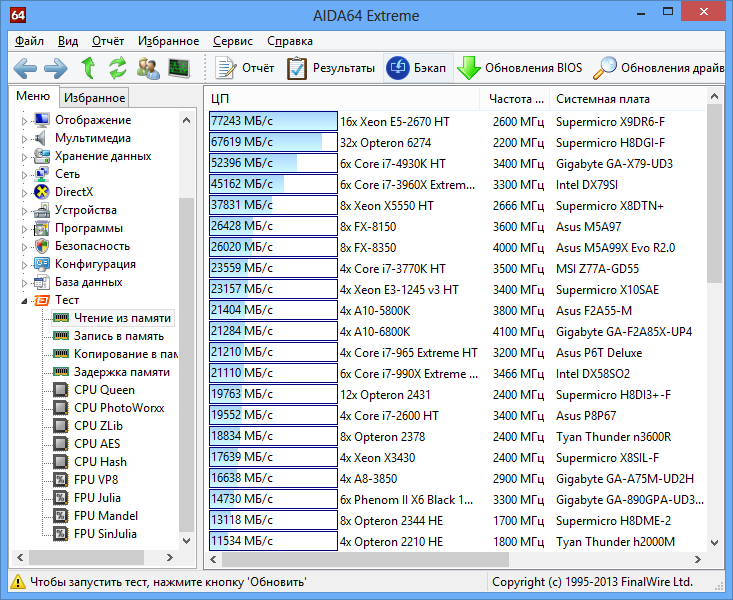 64 AIDA64 Extreme
Файл Вид Отчёт Избранное Сервис Справка
Отчёт Результаты Бэкап Обновления BIOS Обновления драйв
Меню Избранное
Отображение
Мультимедиа
Хранение данных
Сеть
DirectX
Устройства
Программы
Безопасность
Конфигурация
База данных
Тест
Чтение из памяти
Запись в память
Копирование в пам
Задержка памяти
CPU Queen
CPU PhotoWorxx
CPU ZLib
CPU AES
CPU Hash
FPU VP8
FPU Julia
FPU Mandel
FPU SinJulia
ЦП Частота ... Системная плата
77243 МБ/с 16x Xeon E5-2670 HT 2600 МГц Supermicro X9DR6-F
67619 МБ/с 32x Opteron 6274 2200 МГц Supermicro H8DGI-F
52396 МБ/с 6x Core i7-4930K HT 3400 МГц Gigabyte GA-X79-UD3
45162 МБ/с 6x Core i7-3960X Extrem... 3300 МГц Intel DX79SI
37831 МБ/с 8x Xeon X5550 HT 2666 МГц Supermicro X8DTN+
26428 МБ/с 8x FX-8150 3600 МГц Asus M5A97
26020 МБ/с 8x FX-8350 4000 МГц Asus M5A99X Evo R2.0
23559 МБ/с 4x Core i7-3770K HT 3500 МГц MSI Z77A-GD55
23157 МБ/с 4x Xeon E3-1245 v3 HT 3400 МГц Supermicro X10SAE
21404 МБ/с 4x A10-5800K 3800 МГц Asus F2A55-M
21284 МБ/с 4x A10-6800K 4100 МГц Gigabyte GA-F2A85X-UP4
21210 МБ/с 4x Core i7-965 Extreme HT 3200 МГц Asus P6T Deluxe
21110 МБ/с 6x Core i7-990X Extreme ... 3466 МГц Intel DX58SO2
19763 МБ/с 12x Opteron 2431 2400 МГц Supermicro H8DI3+-F
19552 МБ/с 4x Core i7-2600 HT 3400 МГц Asus P8P67
18834 МБ/с 8x Opteron 2378 2400 МГц Tyan Thunder n3600R
17639 МБ/с 4x Xeon X3430 2400 МГц Supermicro X8SIL-F
16638 МБ/с 4x A8-3850 2900 МГц Gigabyte GA-A75M-UD2H
14730 МБ/с 6x Phenom II X6 Black 1... 3300 МГц Gigabyte GA-890GPA-UD3...
13118 МБ/с 8x Opteron 2344 HE 1700 МГц Supermicro H8DME-2
11534 МБ/с 4x Opteron 2210 HE 1800 МГц Tyan Thunder h2000M
Чтобы запустить тест, нажмите кнопку 'Обновить' Copyright (c) 1995-2013 FinalWire Ltd.